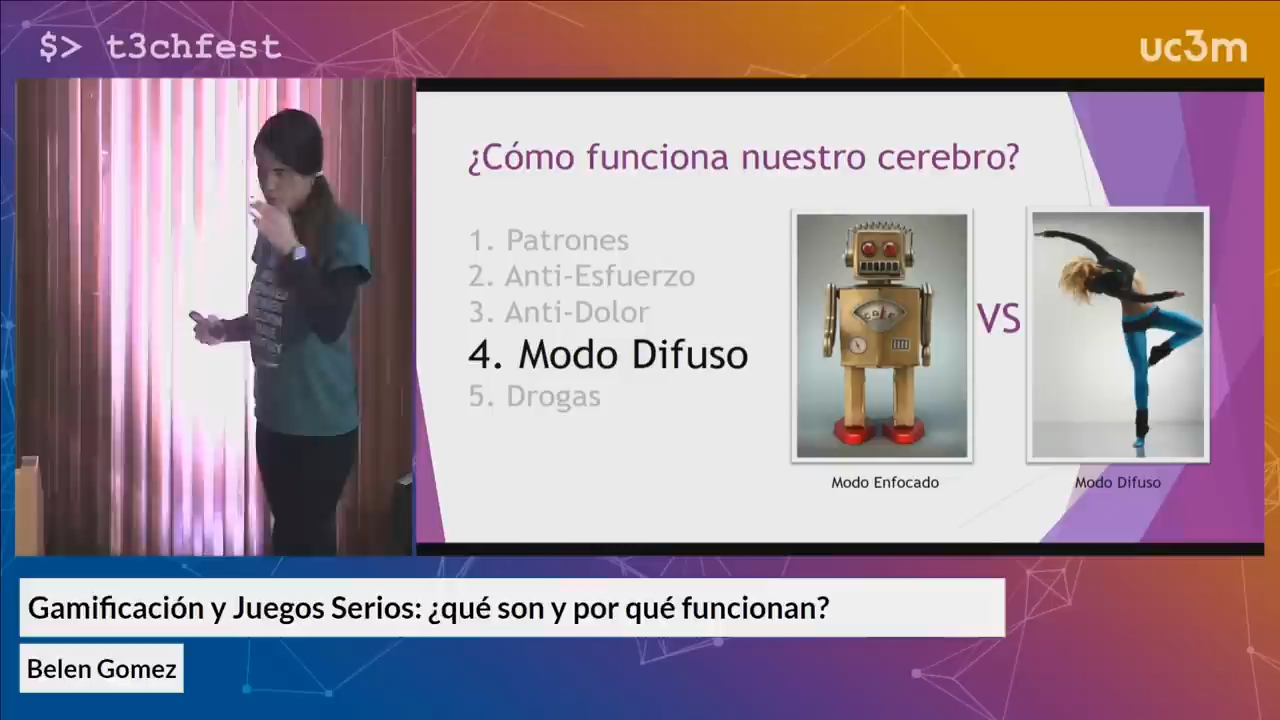 $> t3chfest
uc3m
¿Cómo funciona nuestro cerebro?
1. Patrones
2. Anti-Esfuerzo
3. Anti-Dolor
4. Modo Difuso
5. Drogas
VS
Modo Enfocado
Modo Difuso
Gamificación y Juegos Serios: ¿qué son y por qué funcionan?
Belen Gomez